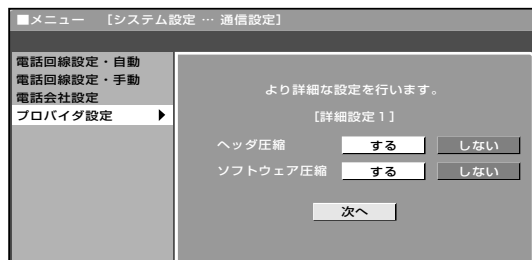 ■メニュー [システム設定 … 通信設定]
電話回線設定・自動
電話回線設定・手動
電話会社設定
プロバイダ設定 ▶
より詳細な設定を行います。
[詳細設定1]
ヘッダ圧縮 する しない
ソフトウェア圧縮 する しない
次へ